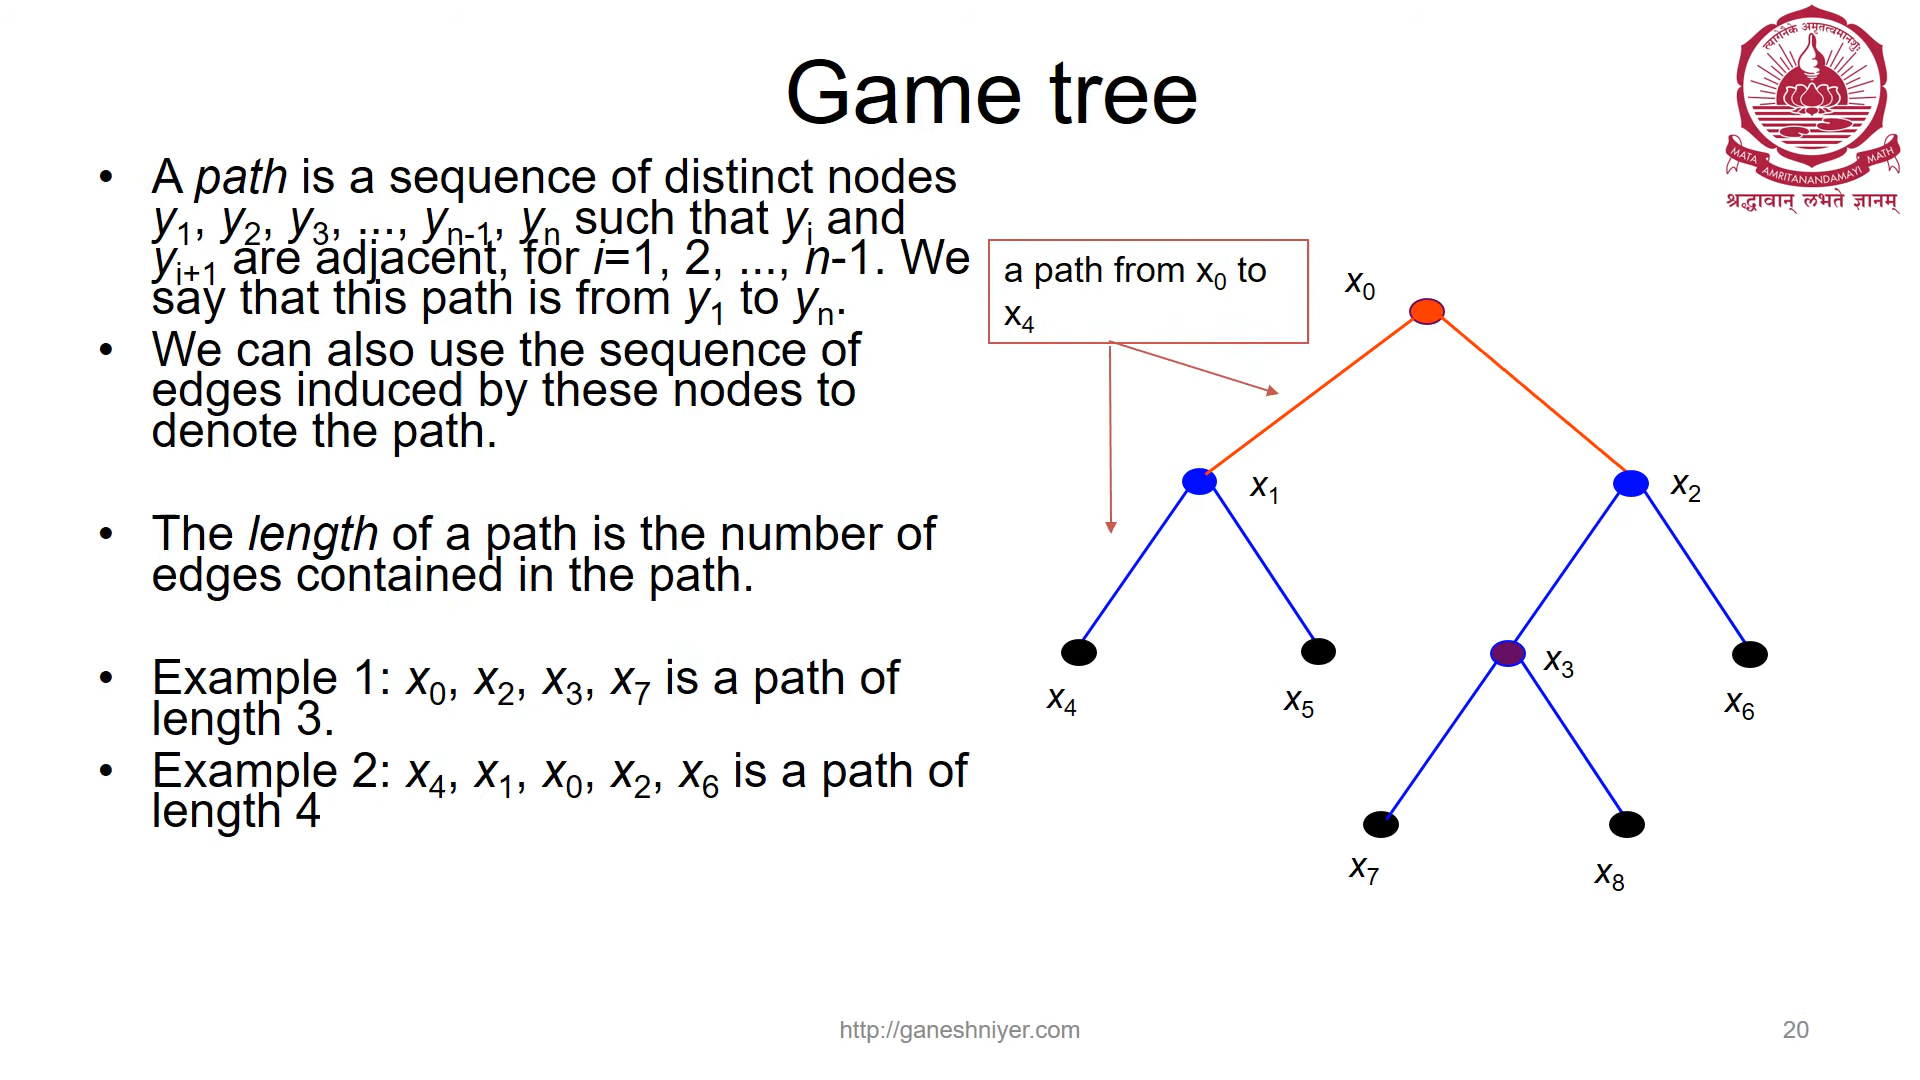 Game tree
• A path is a sequence of distinct nodes
y1, y2, y3, ..., yn-1, yn such that yi and
yi+1 are adjacent, for i=1, 2, ..., n-1. We
say that this path is from y1 to yn.
• We can also use the sequence of
edges induced by these nodes to
denote the path.
• The length of a path is the number of
edges contained in the path.
• Example 1: x0, x2, x3, x7 is a path of
length 3.
• Example 2: x4, x1, x0, x2, x6 is a path of
length 4
a path from x0 to
x4
x0
x1
x2
x3
x4
x5
x6
x7
x8
त्यागेनैके अमृतत्वमानशुः
MATA AMRITANANDAMAYI MATH
श्रद्धावान् लभते ज्ञानम्
http://ganeshniyer.com
20